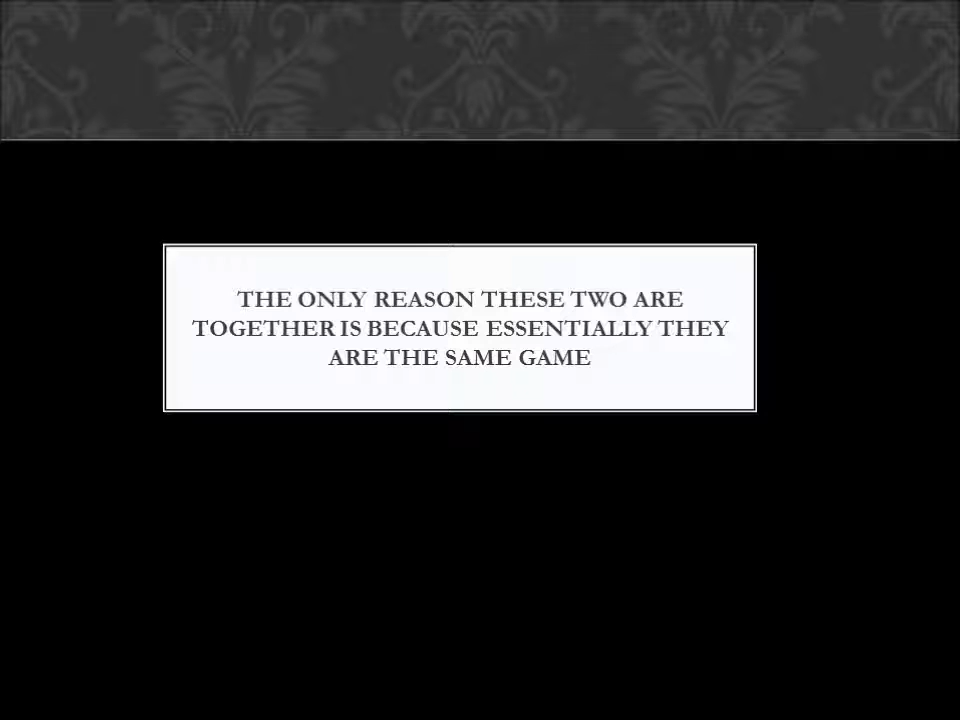 THE ONLY REASON THESE TWO ARE
TOGETHER IS BECAUSE ESSENTIALLY THEY
ARE THE SAME GAME